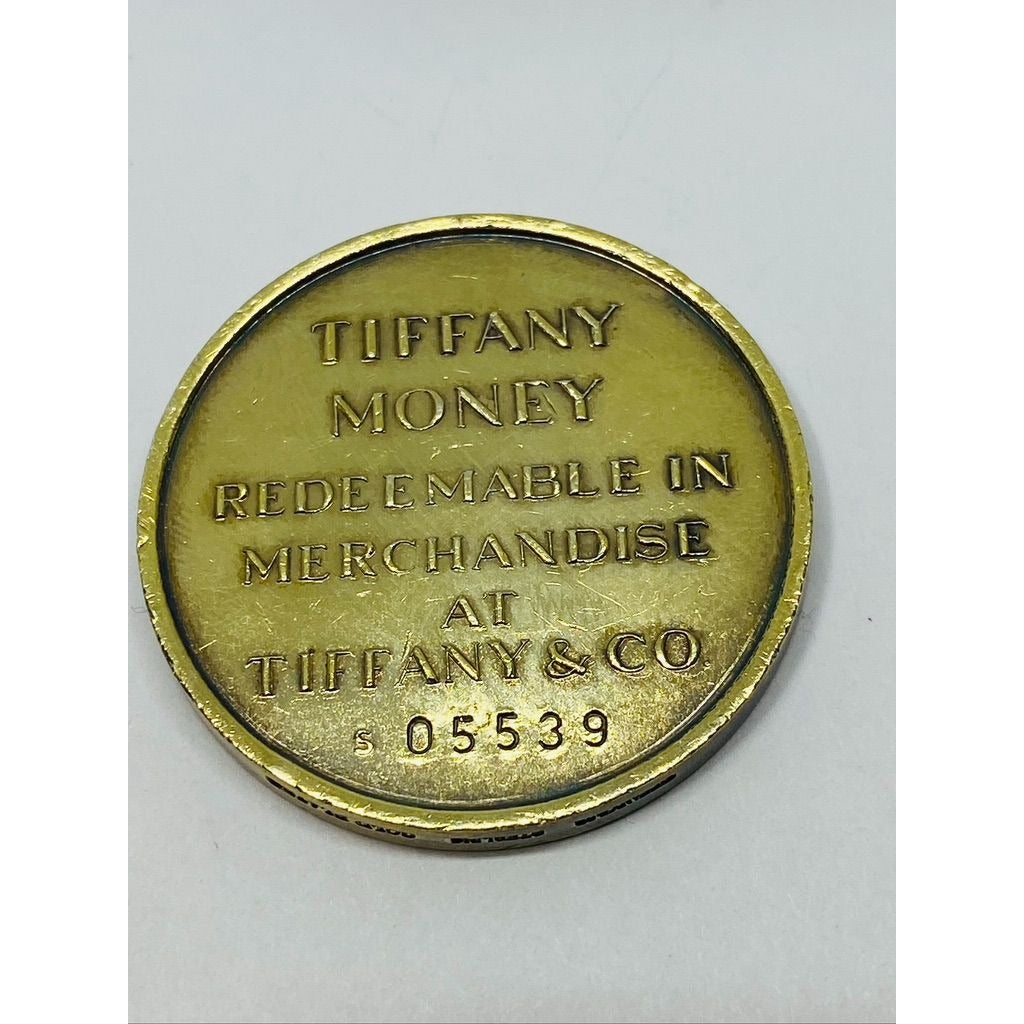 TIFFANY
MONEY
REDEEMABLE IN
MERCHANDISE
AT
TIFFANY & CO.
S 05539